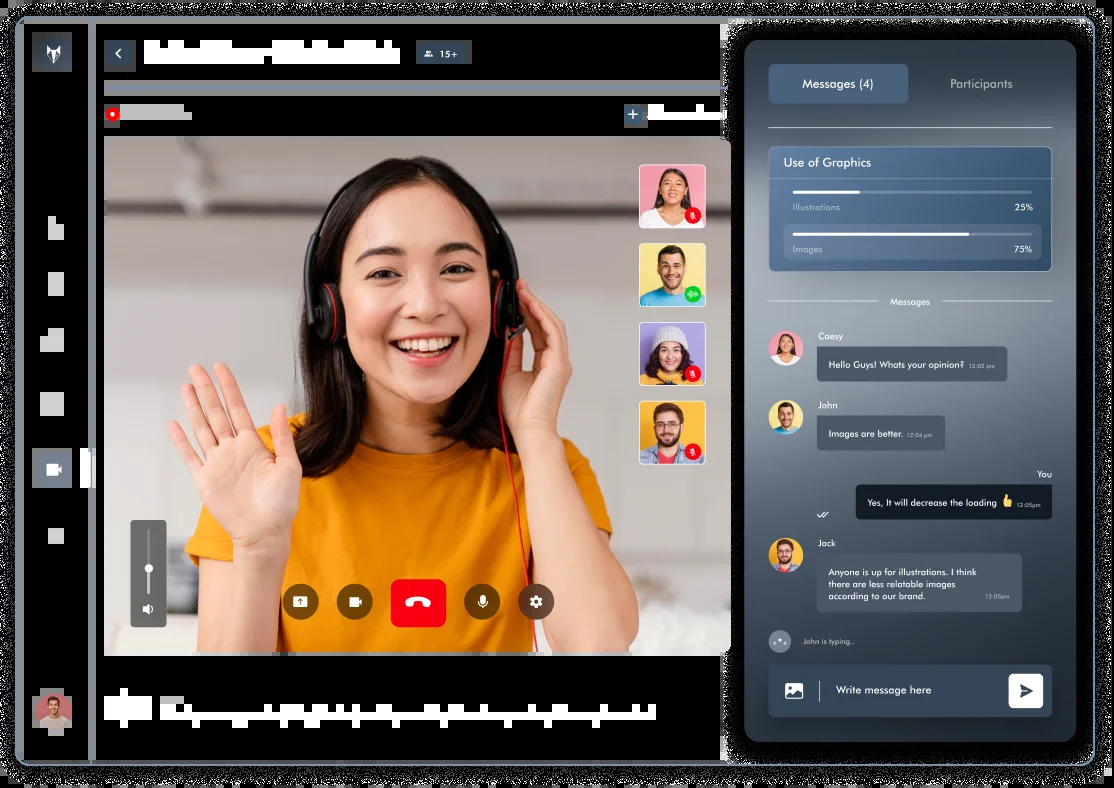 15+
Messages (4)
Participants
Use of Graphics
Illustrations
25%
Images
75%
Messages
Caesy
Hello Guys! Whats your opinion? 12:02 pm
John
Images are better. 12:04 pm
You
Yes, It will decrease the loading 👍 12:05pm
Jack
Anyone is up for illustrations. I think
there are less relatable images
according to our brand.
12:05pm
John is typing..
Write message here